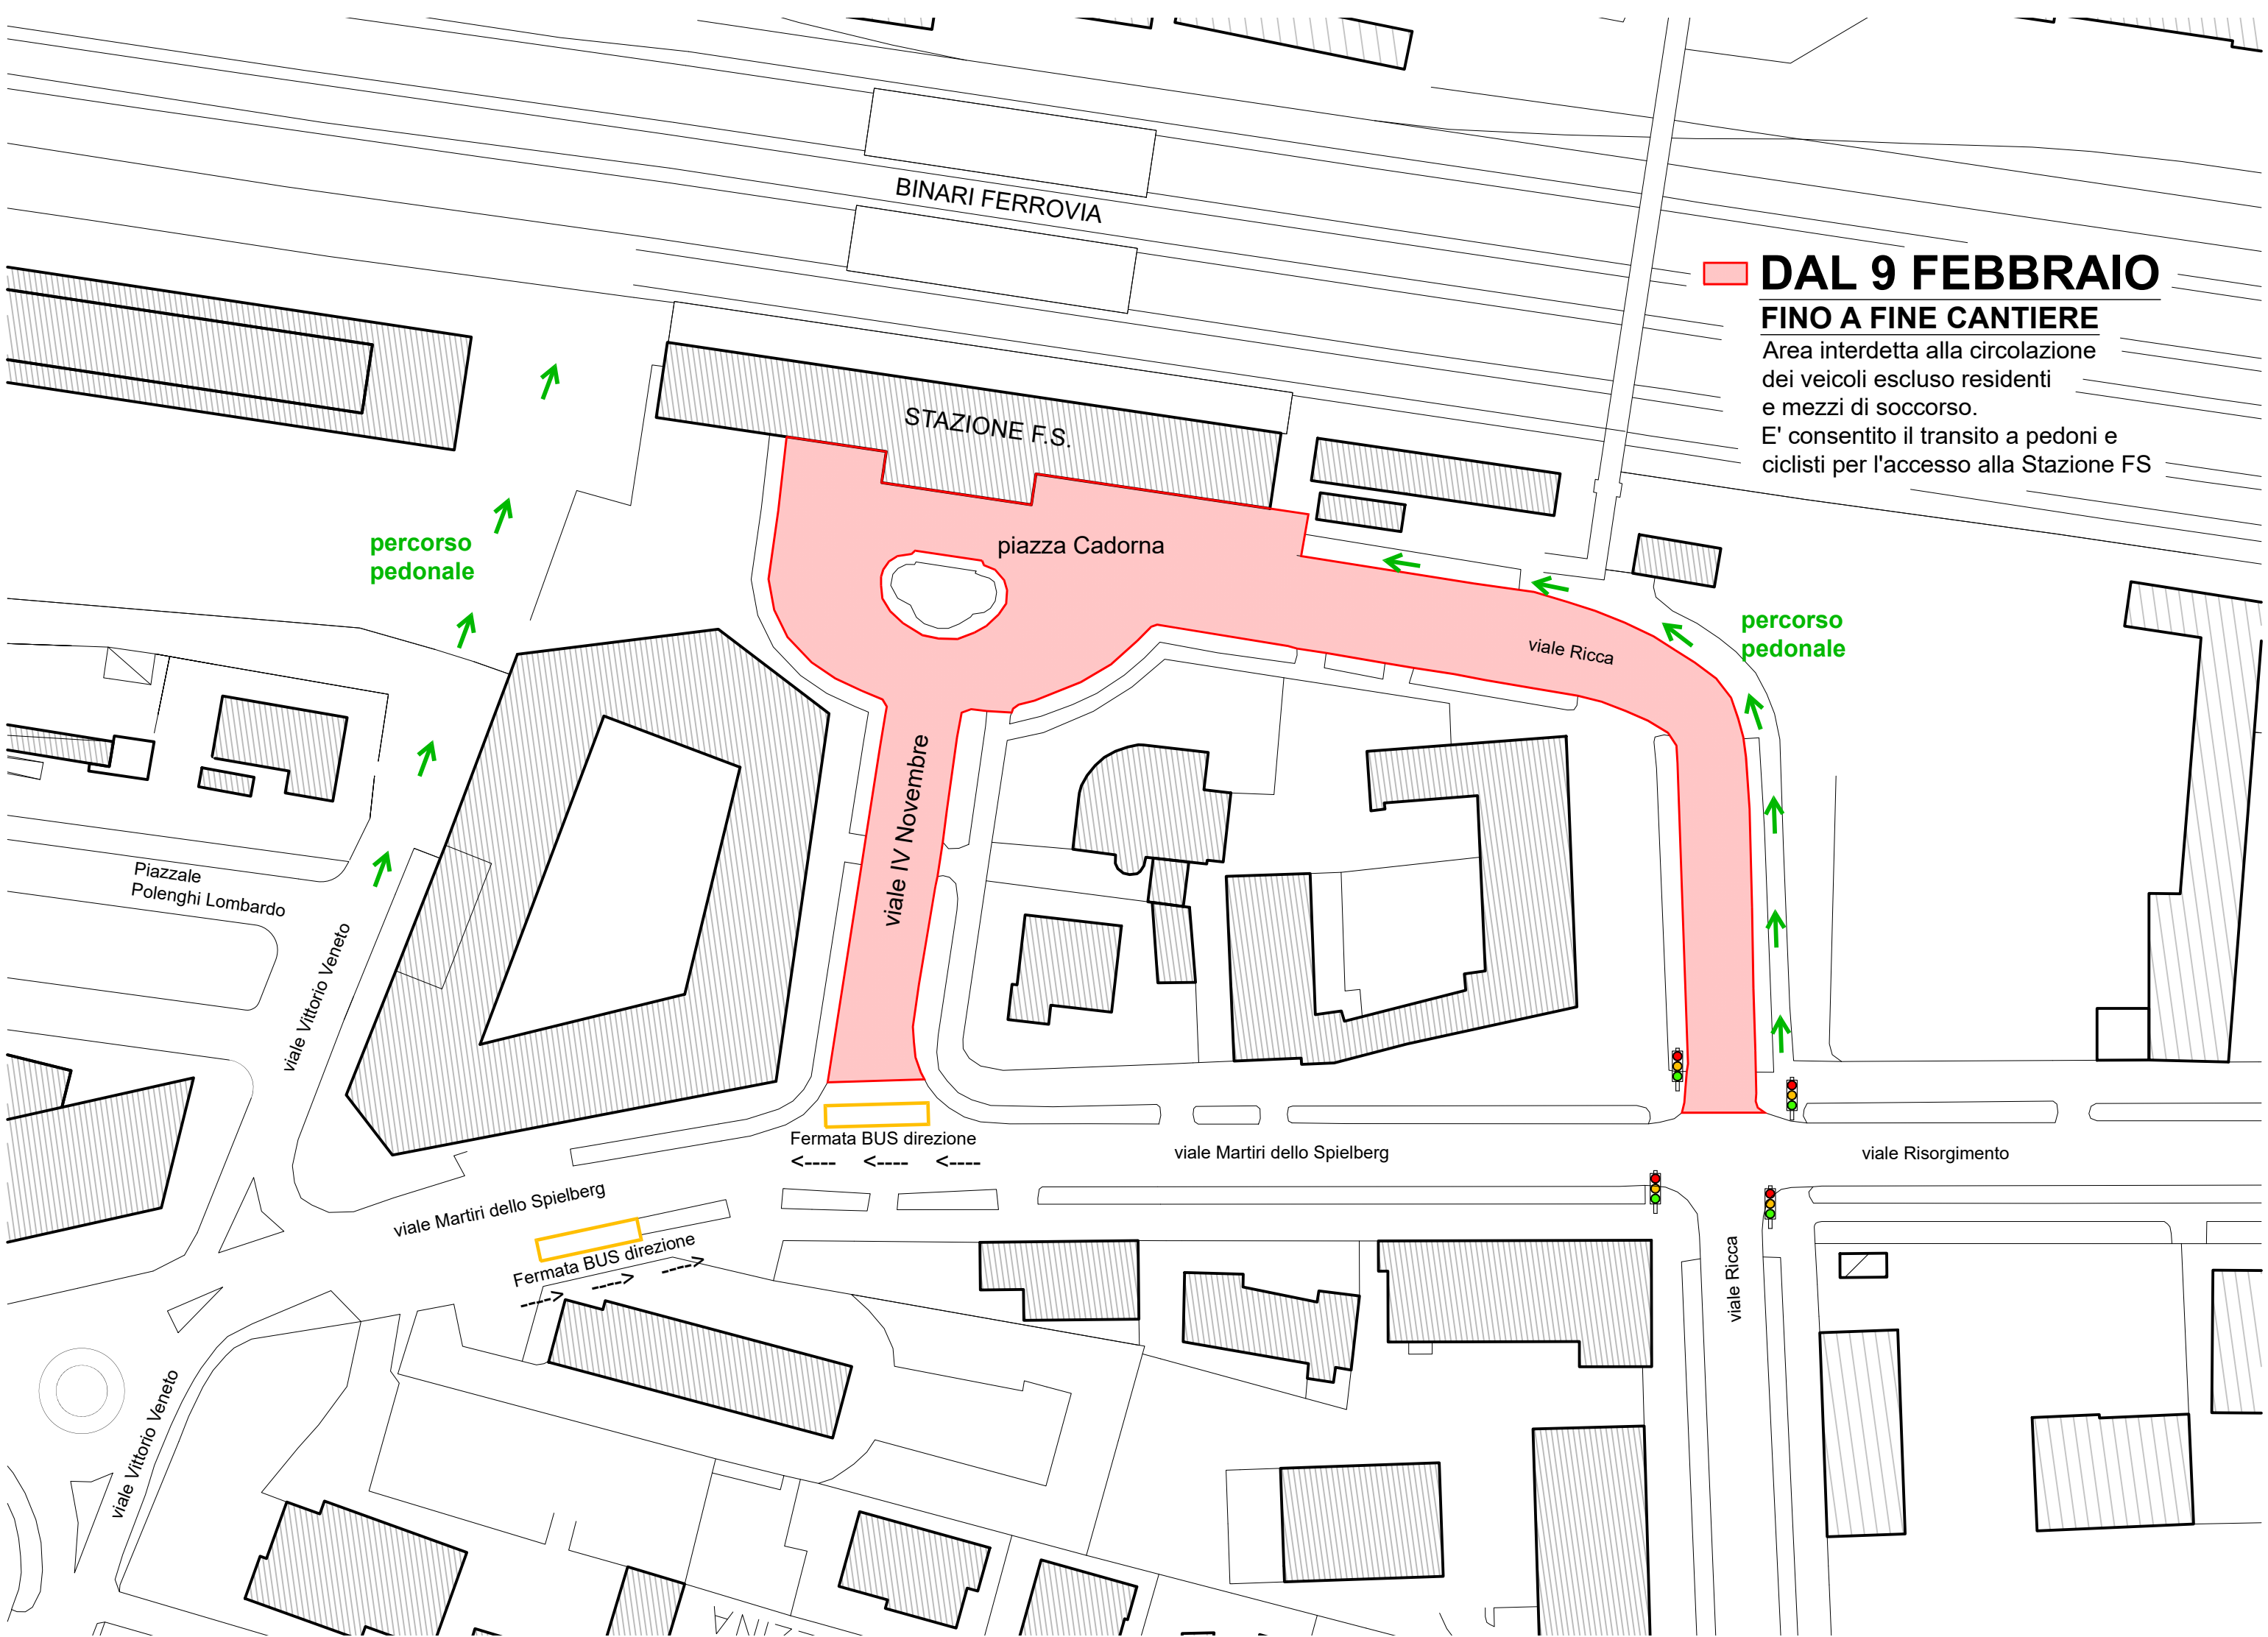 BINARI FERROVIA
DAL 9 FEBBRAIO
FINO A FINE CANTIERE
Area interdetta alla circolazione
dei veicoli escluso residenti
e mezzi di soccorso.
E' consentito il transito a pedoni e
ciclisti per l'accesso alla Stazione FS
STAZIONE F.S.
piazza Cadorna
percorso
pedonale
viale Ricca
percorso
pedonale
viale IV Novembre
Piazzale
Polenghi Lombardo
viale Vittorio Veneto
Fermata BUS direzione
<---- <---- <----
viale Martiri dello Spielberg
viale Risorgimento
viale Martiri dello Spielberg
Fermata BUS direzione
----> ----> ---->
viale Ricca
viale Vittorio Veneto